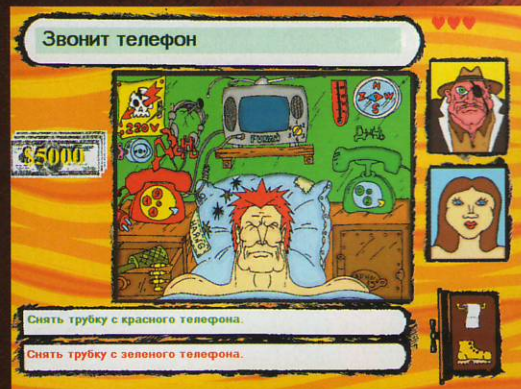 Звонит телефон
$5000
220V
Снять трубку с красного телефона.
Снять трубку с зеленого телефона.